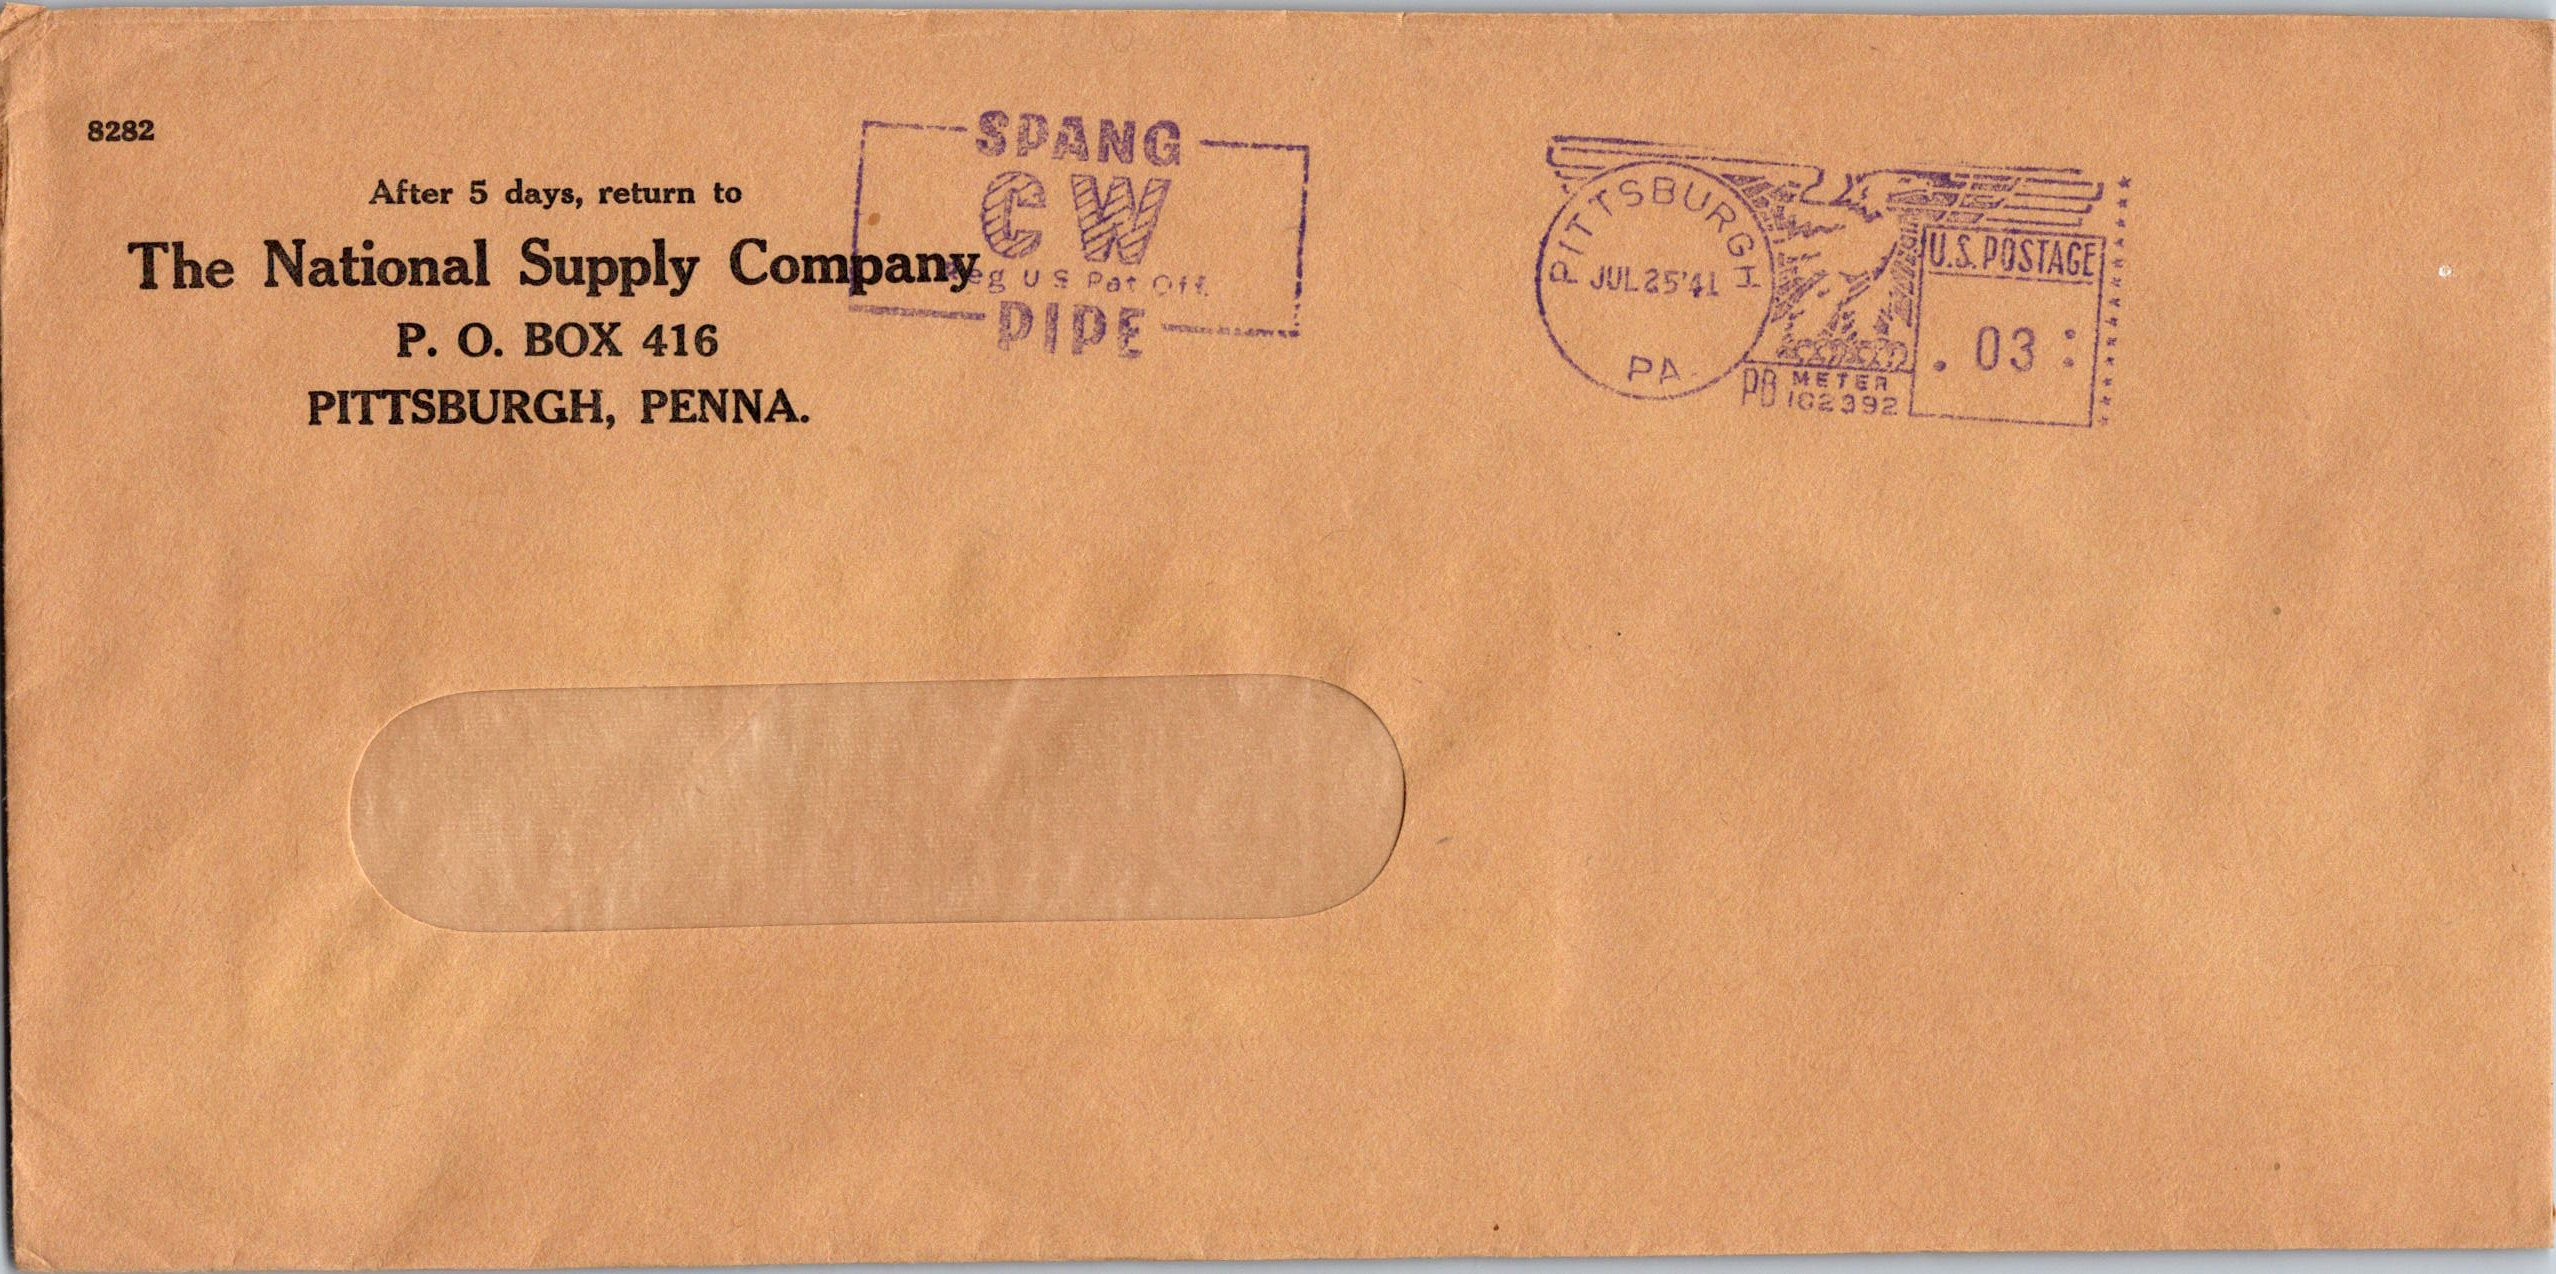 8282
After 5 days, return to
The National Supply Company
P. O. BOX 416
PITTSBURGH, PENNA.
SPANG
CW
Reg U S Pat Off.
PIPE
PITTSBURGH
JUL 25 '41
PA.
PB METER
102392
U.S. POSTAGE
. 03 :